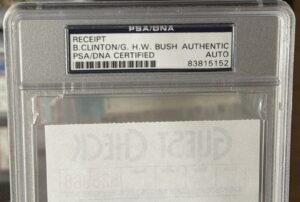 PSA/DNA
RECEIPT
B.CLINTON/G. H.W. BUSH AUTHENTIC
PSA/DNA CERTIFIED AUTO
83815152
GUEST CHECK